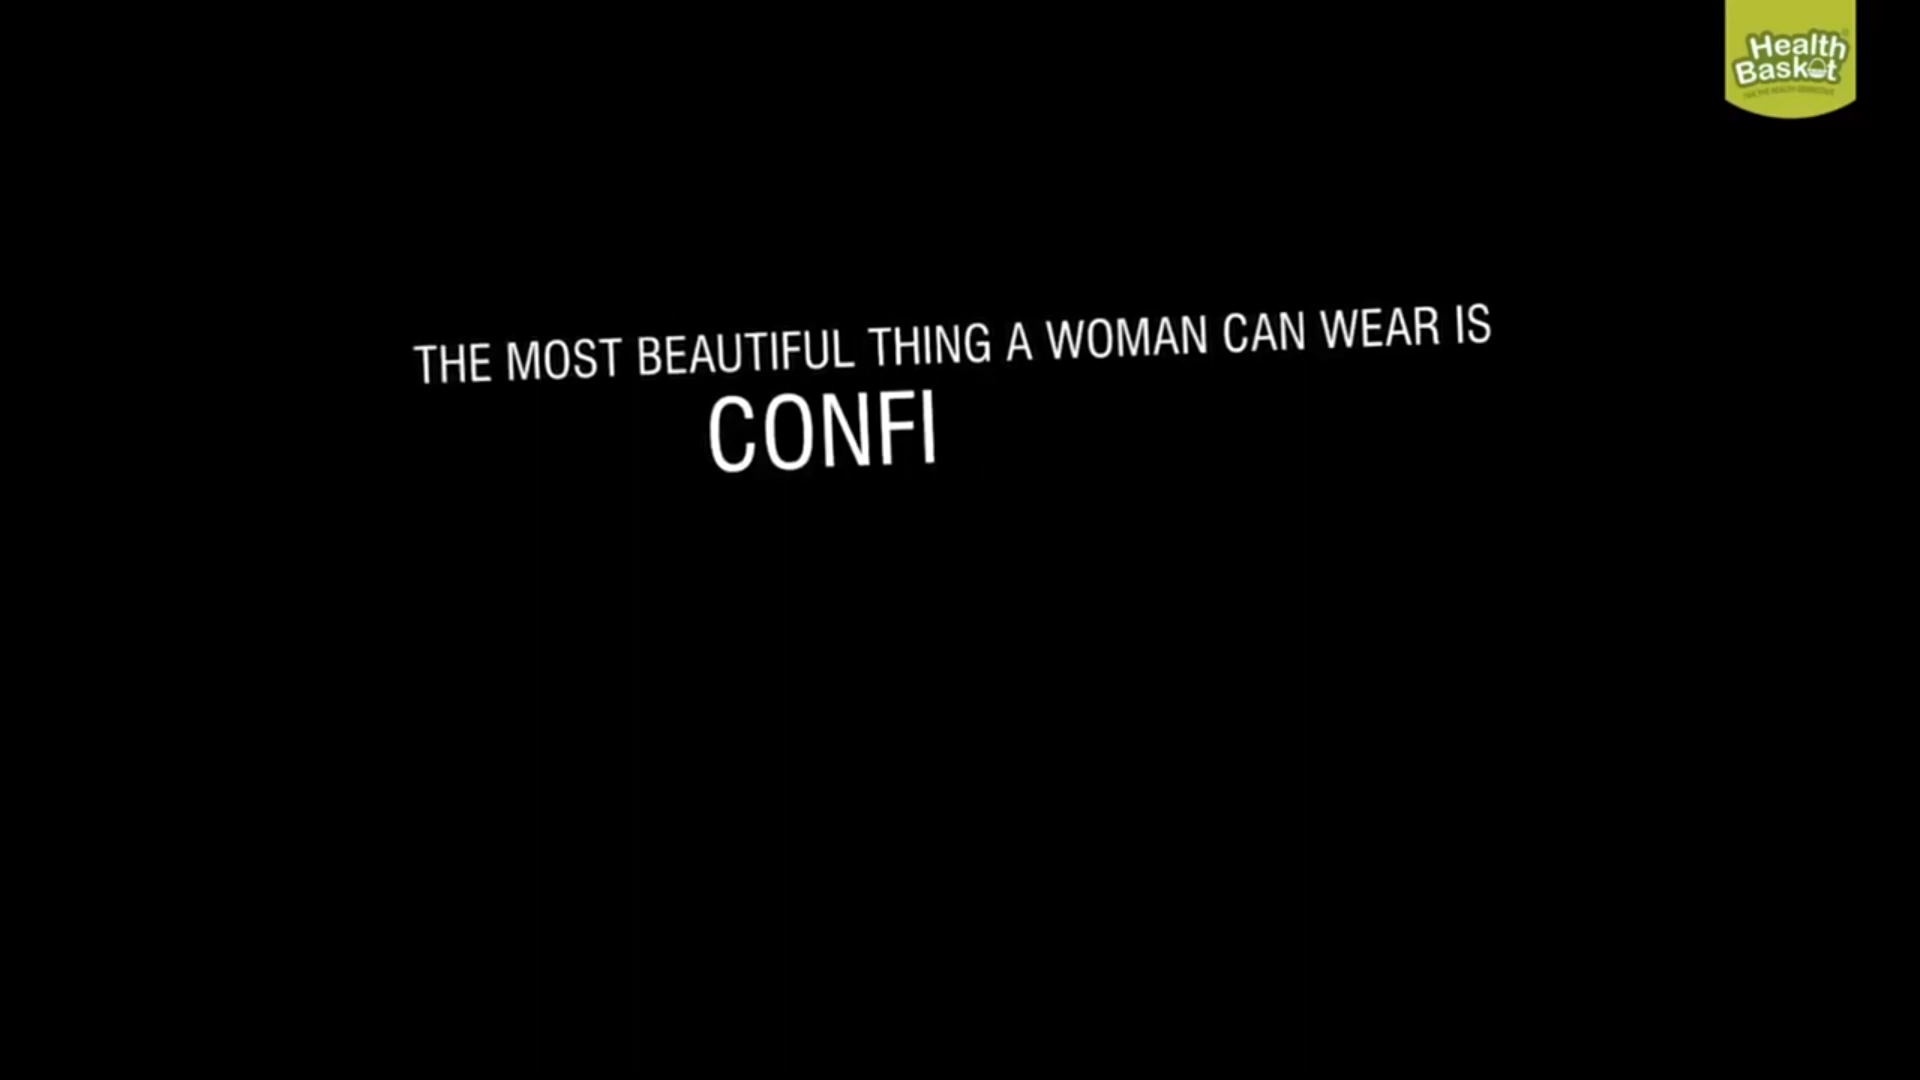 Health
Basket
THE MOST BEAUTIFUL THING A WOMAN CAN WEAR IS
CONFI